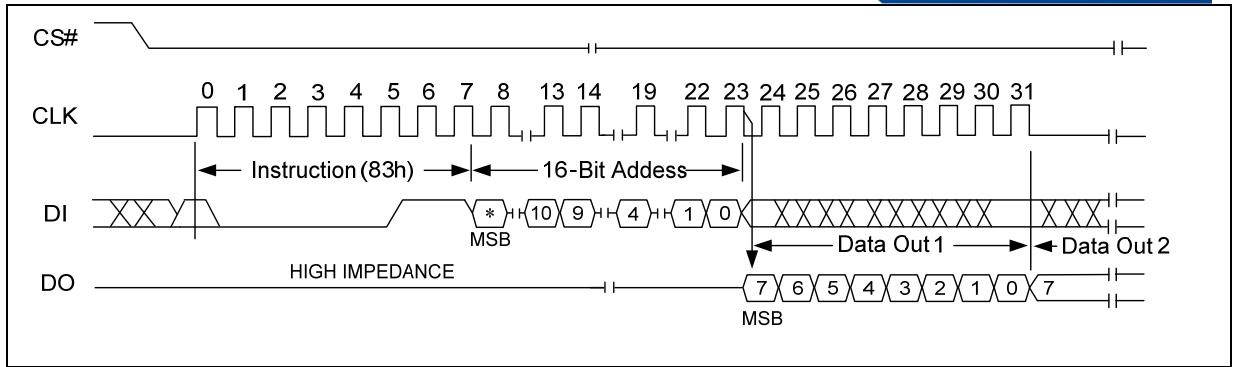 CS#
0 1 2 3 4 5 6 7 8 13 14 19 22 23 24 25 26 27 28 29 30 31
CLK
Instruction (83h) 16-Bit Addess
DI * 10 9 4 1 0
MSB
Data Out 1 Data Out 2
HIGH IMPEDANCE
DO 7 6 5 4 3 2 1 0 7
MSB